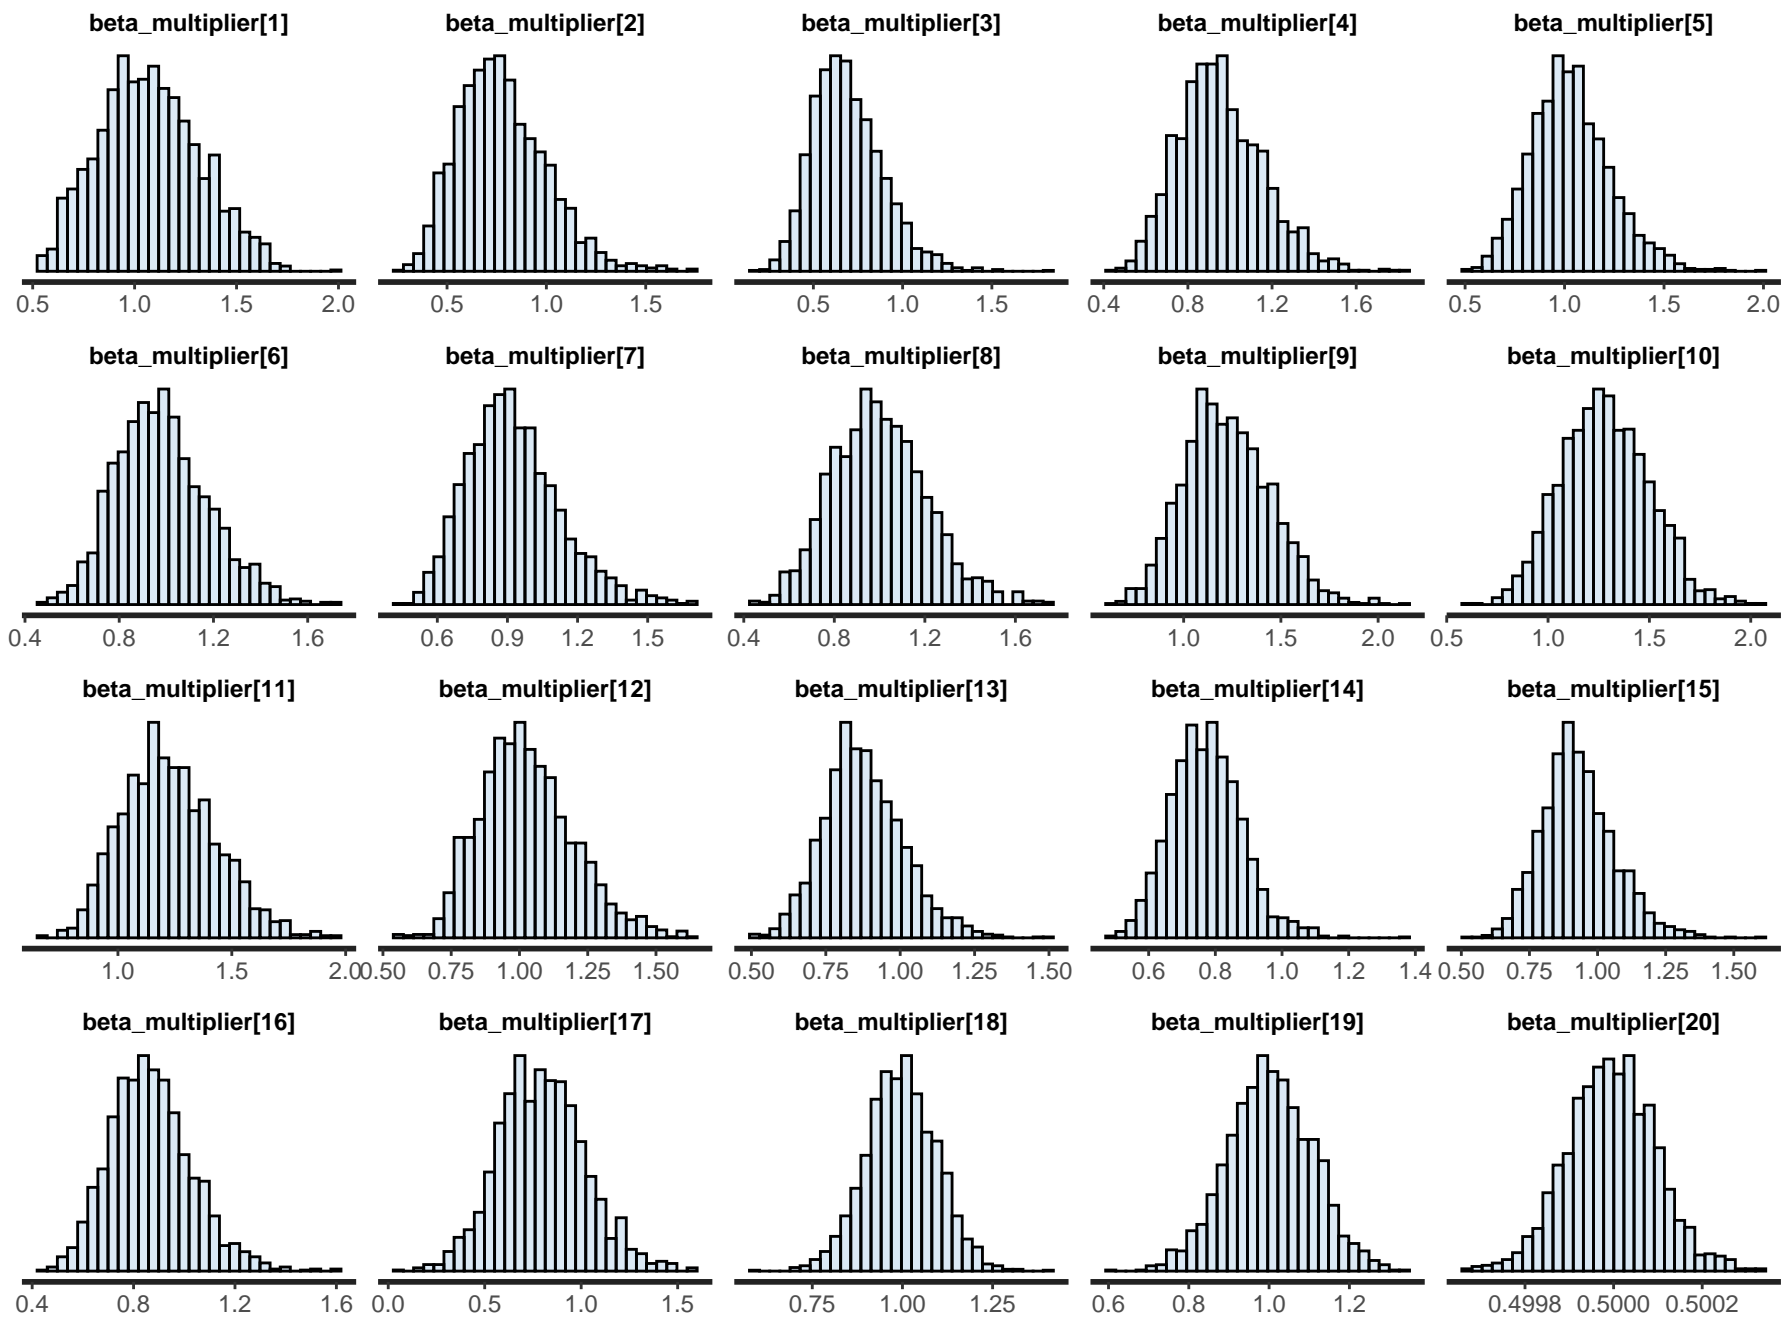 beta_multiplier[1] beta_multiplier[2] beta_multiplier[3] beta_multiplier[4] beta_multiplier[5]
0.5 1.0 1.5 2.0 0.5 1.0 1.5 0.5 1.0 1.5 0.4 0.8 1.2 1.6 0.5 1.0 1.5 2.0
beta_multiplier[6] beta_multiplier[7] beta_multiplier[8] beta_multiplier[9] beta_multiplier[10]
0.4 0.8 1.2 1.6 0.6 0.9 1.2 1.5 0.4 0.8 1.2 1.6 1.0 1.5 2.0 0.5 1.0 1.5 2.0
beta_multiplier[11] beta_multiplier[12] beta_multiplier[13] beta_multiplier[14] beta_multiplier[15]
1.0 1.5 2.0 0.50 0.75 1.00 1.25 1.50 0.50 0.75 1.00 1.25 1.50 0.6 0.8 1.0 1.2 1.4 0.50 0.75 1.00 1.25 1.50
beta_multiplier[16] beta_multiplier[17] beta_multiplier[18] beta_multiplier[19] beta_multiplier[20]
0.4 0.8 1.2 1.6 0.0 0.5 1.0 1.5 0.75 1.00 1.25 0.6 0.8 1.0 1.2 0.4998 0.5000 0.5002